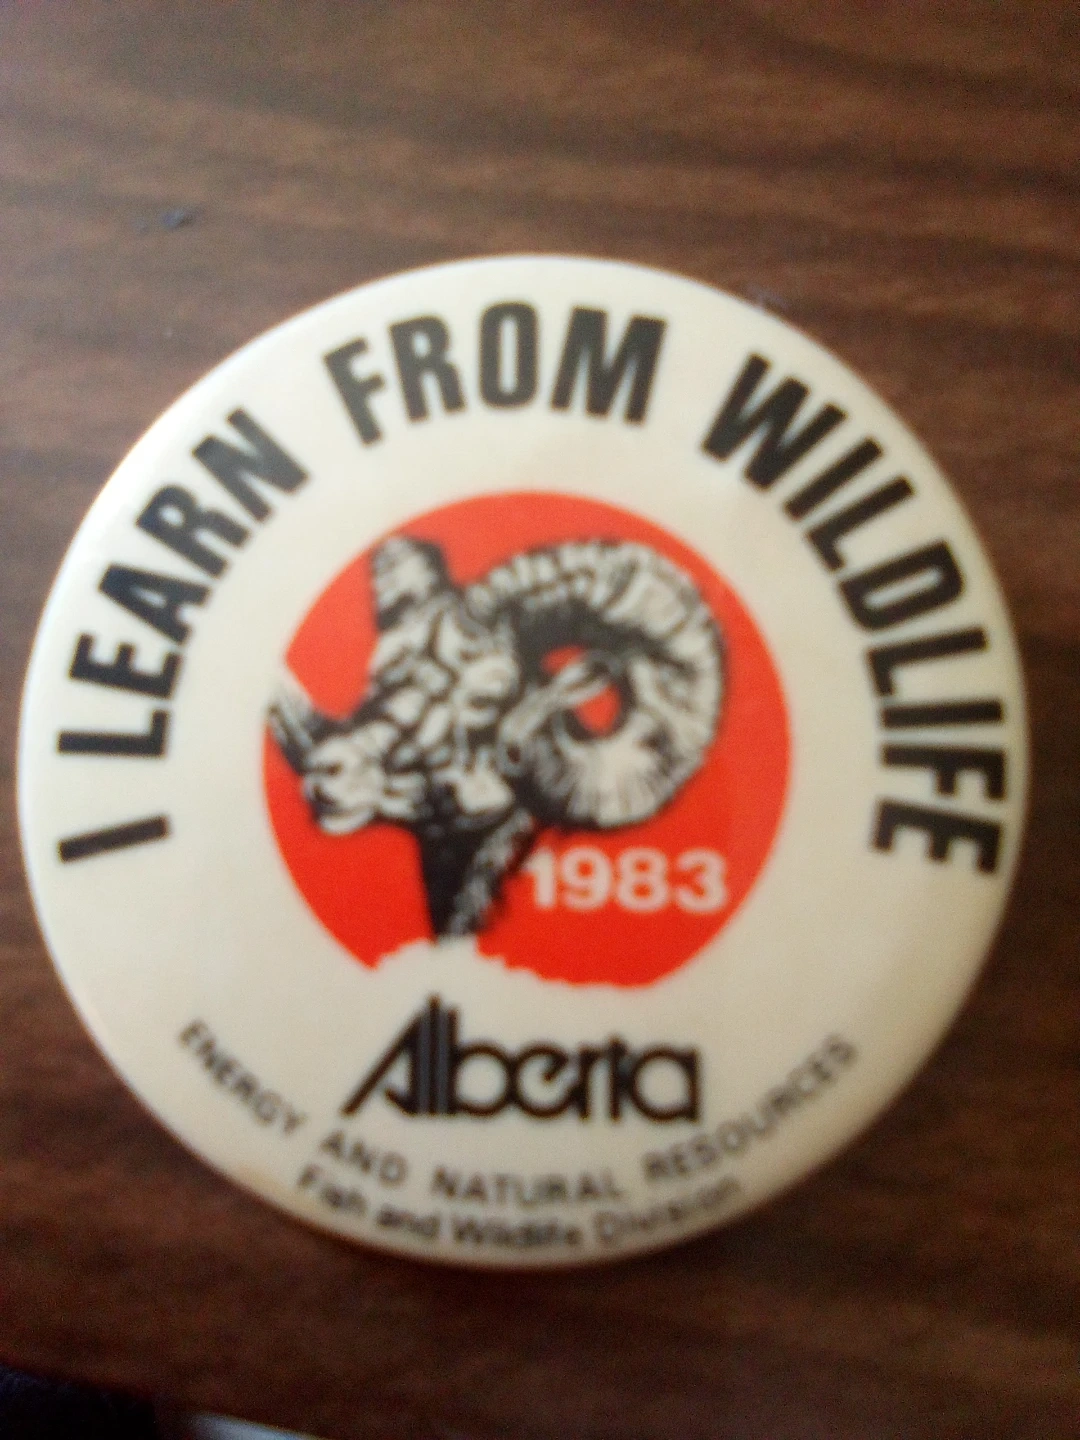 I LEARN FROM WILDLIFE
1983
Alberta
ENERGY AND NATURAL RESOURCES
Fish and Wildlife Division